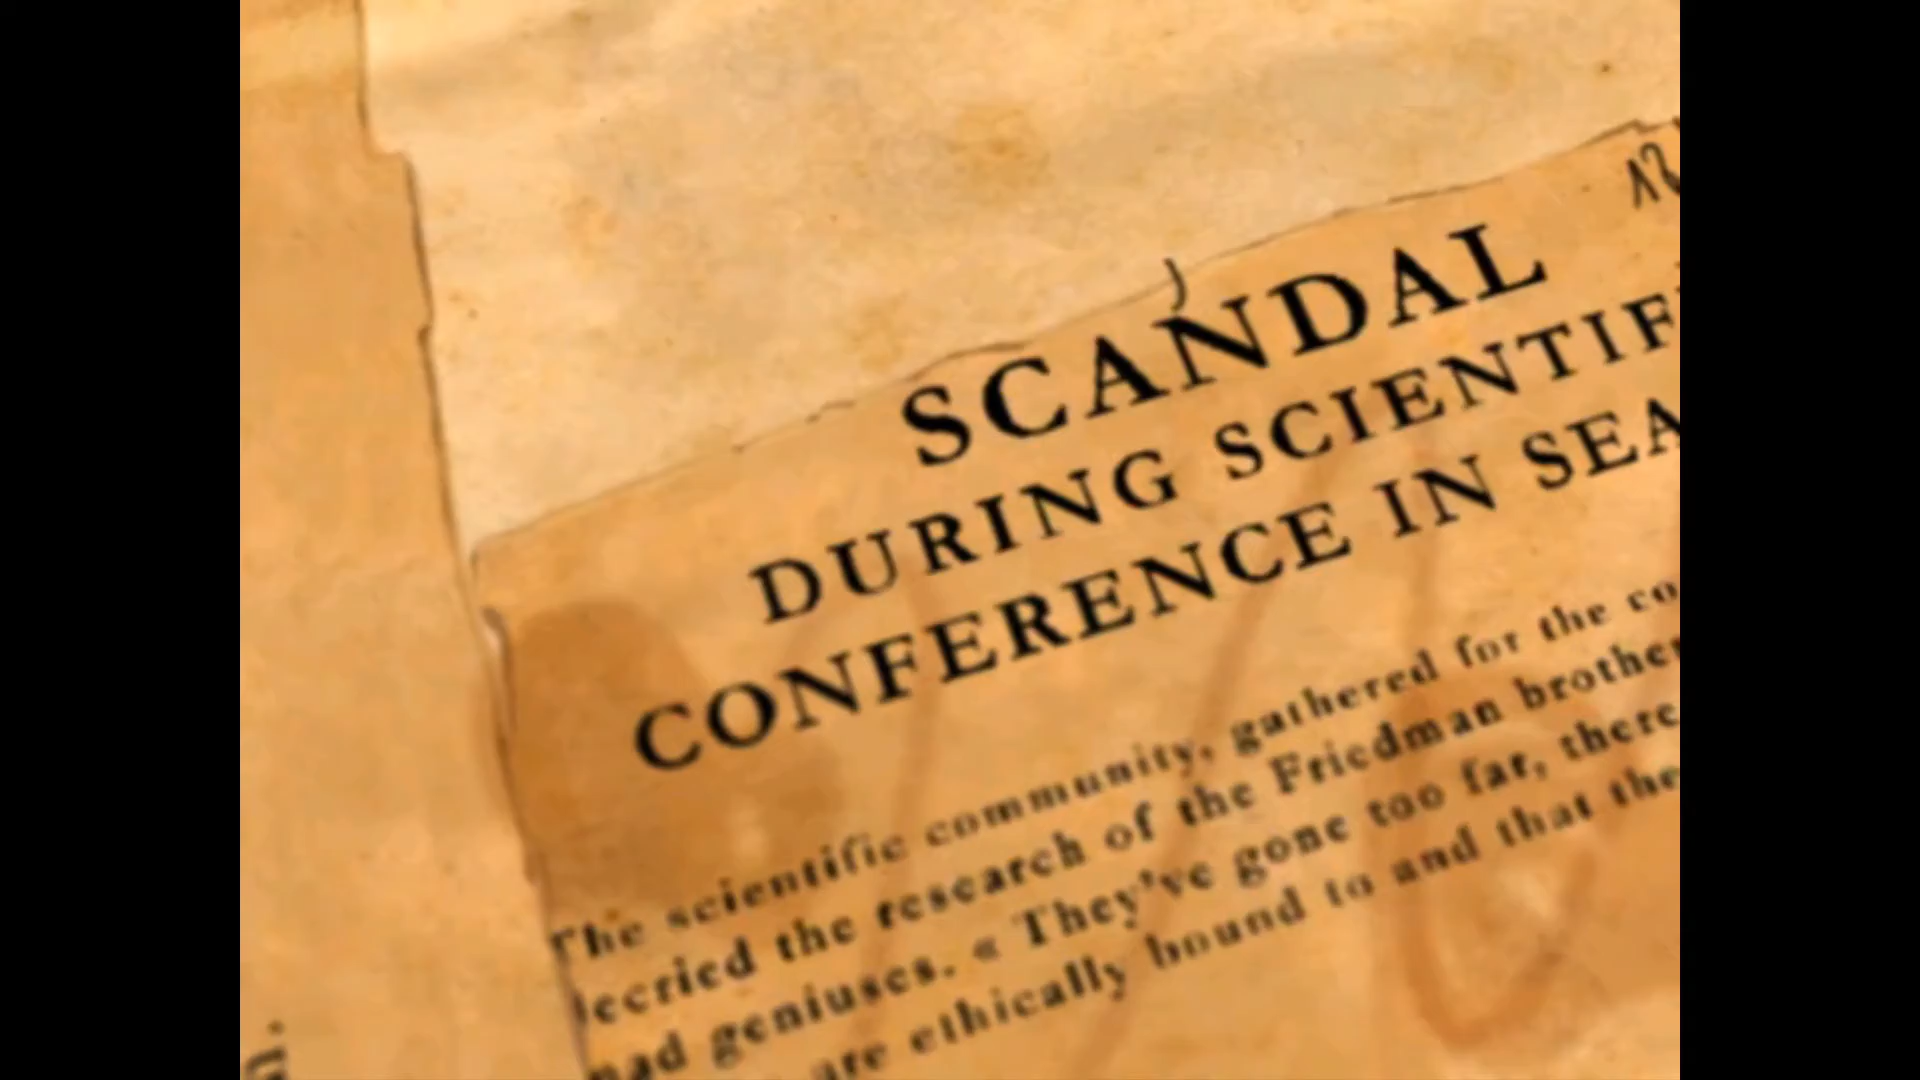 SCANDAL
DURING SCIENTIF
CONFERENCE IN SEA
The scientific community, gathered for the co
decried the research of the Friedman brother
mad geniuses. « They've gone too far, there
are ethically bound to and that the